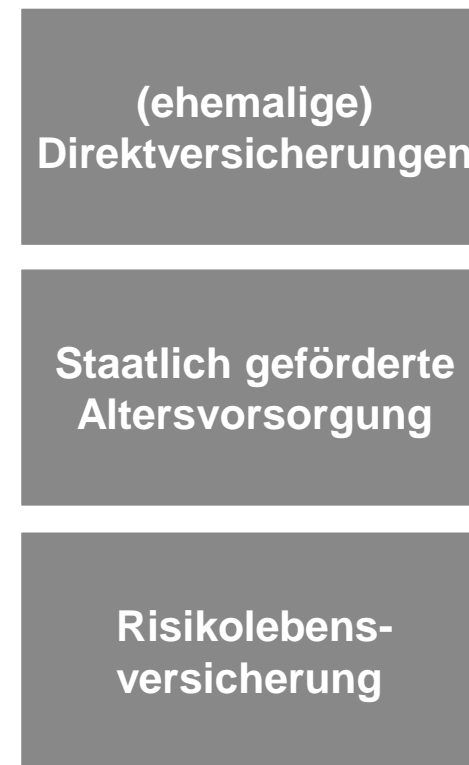 (ehemalige)
Direktversicherungen
Staatlich geförderte
Altersvorsorgung
Risikolebens-
versicherung